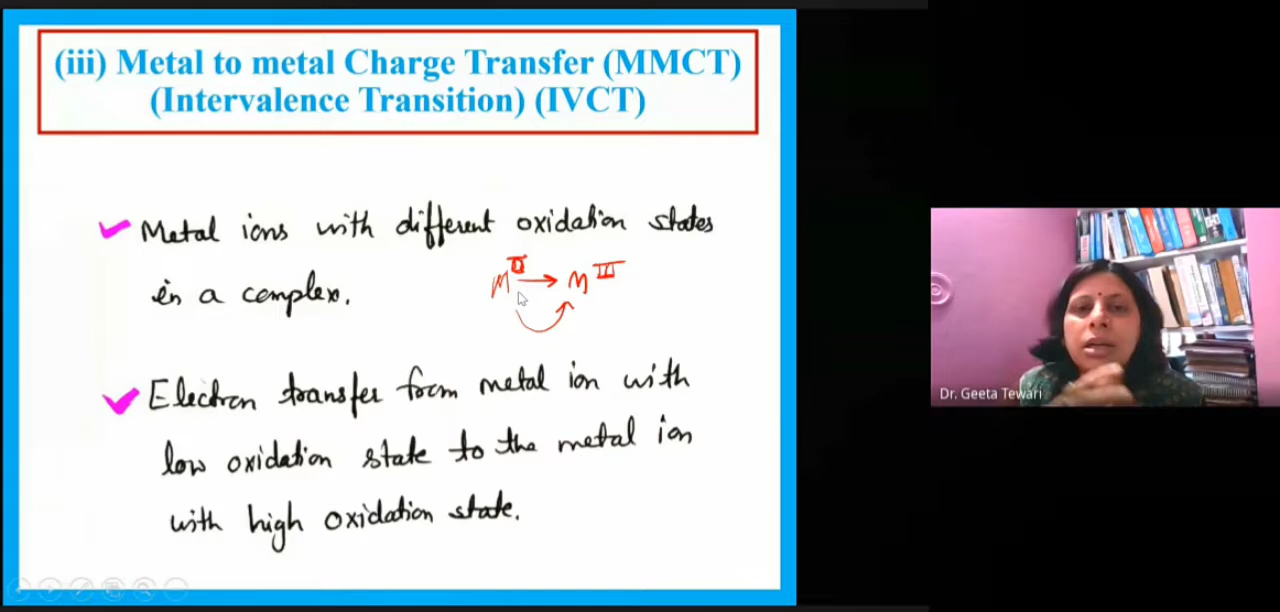 (iii) Metal to metal Charge Transfer (MMCT)
(Intervalence Transition) (IVCT)
Metal ions with different oxidation states
in a complex.
M^II → M^III
Electron transfer from metal ion with
low oxidation state to the metal ion
with high oxidation state.
Dr. Geeta Tewari